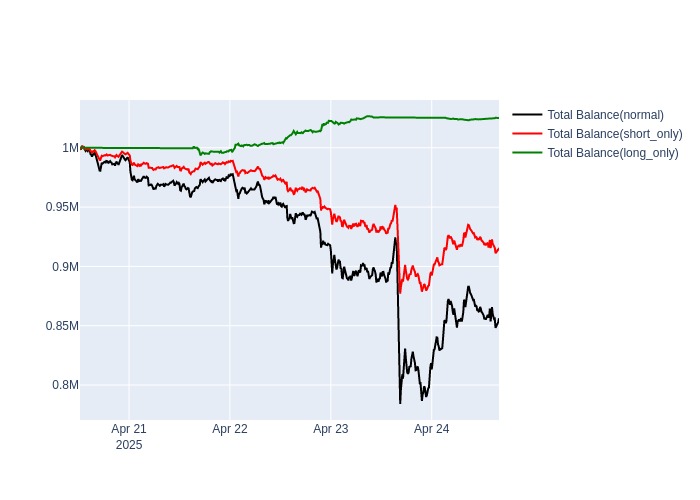 Total Balance(normal)
Total Balance(short_only)
Total Balance(long_only)
1M
0.95M
0.9M
0.85M
0.8M
Apr 21
2025
Apr 22
Apr 23
Apr 24